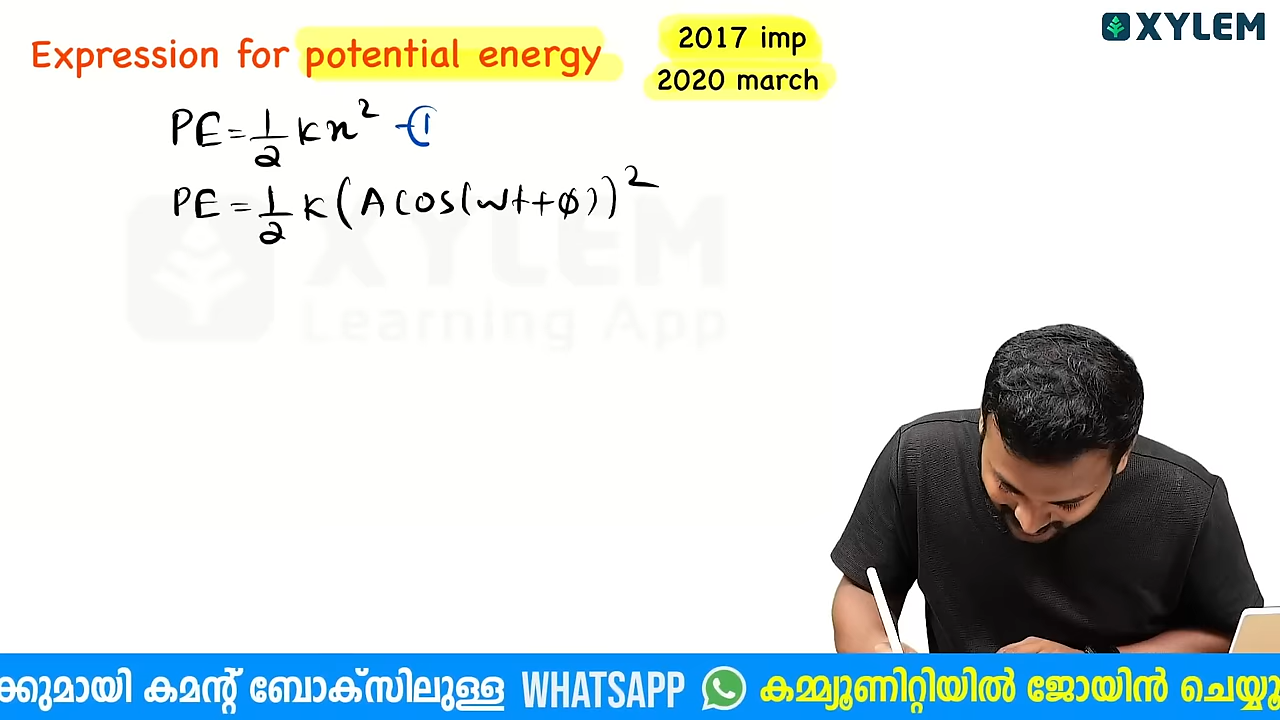 XYLEM
Expression for potential energy
2017 imp
2020 march
PE = 1/2 kx² -(1
PE = 1/2 k(A cos(ωt+φ))²
XYLEM
Learning App
ക്കുമായി കമന്റ് ബോക്സിലുള്ള WHATSAPP കമ്മ്യൂണിറ്റിയിൽ ജോയിൻ ചെയ്യൂ